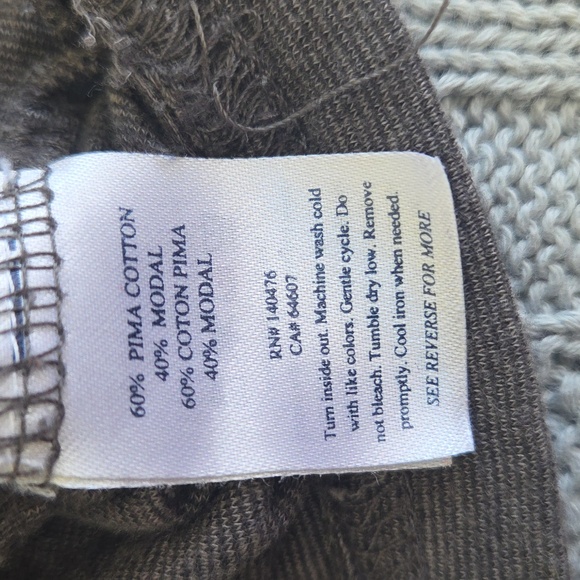 60% PIMA COTTON
40% MODAL
60% COTON PIMA
40% MODAL
RN# 140476
CA# 64607
Turn inside out. Machine wash cold
with like colors. Gentle cycle. Do
not bleach. Tumble dry low. Remove
promptly. Cool iron when needed.
SEE REVERSE FOR MORE